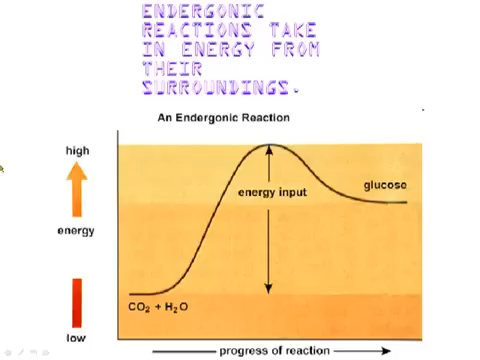 ENDERGONIC
REACTIONS TAKE
IN ENERGY FROM
THEIR
SURROUNDINGS.
An Endergonic Reaction
high
glucose
energy input
energy
CO₂ + H₂O
low
progress of reaction